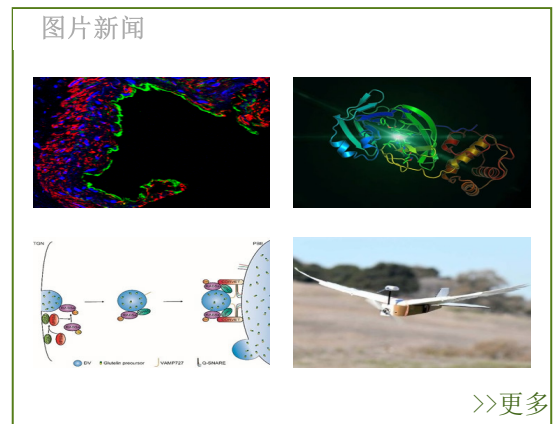 图片新闻
TGN
PM
DV
Glutelin precursor
VAMP727
Q-SNARE
>>更多